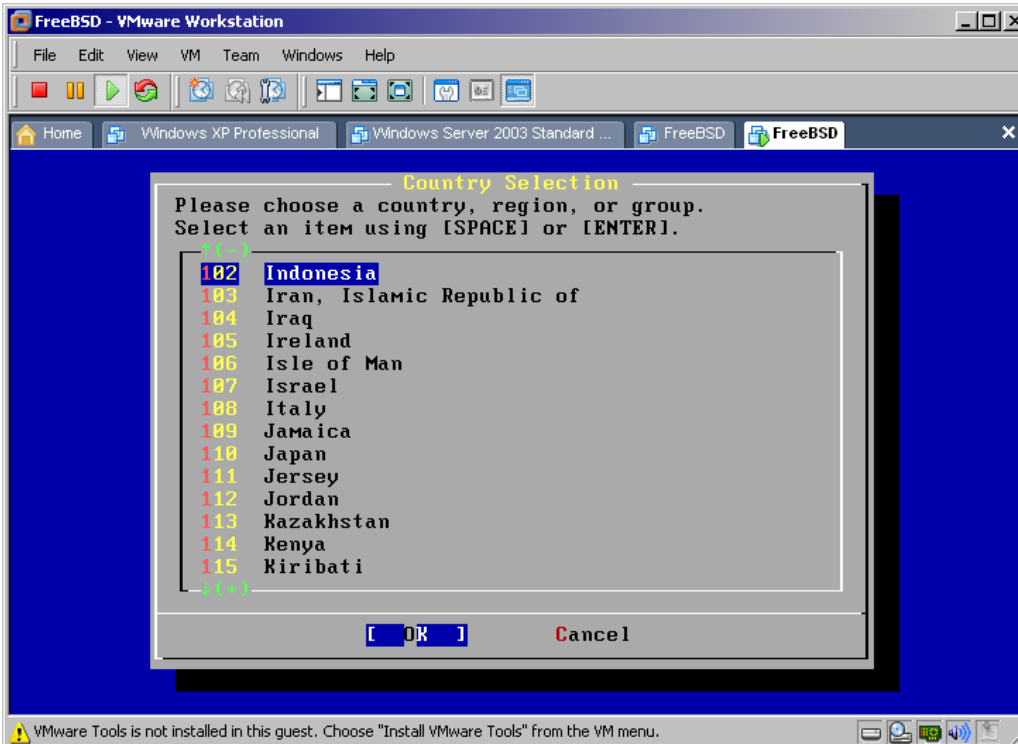 FreeBSD - VMware Workstation
File Edit View VM Team Windows Help
Home Windows XP Professional Windows Server 2003 Standard ... FreeBSD FreeBSD
Country Selection
Please choose a country, region, or group.
Select an item using [SPACE] or [ENTER].
↑(-)
102 Indonesia
103 Iran, Islamic Republic of
104 Iraq
105 Ireland
106 Isle of Man
107 Israel
108 Italy
109 Jamaica
110 Japan
111 Jersey
112 Jordan
113 Kazakhstan
114 Kenya
115 Kiribati
↓(+)
[ OK ] Cancel
VMware Tools is not installed in this guest. Choose "Install VMware Tools" from the VM menu.